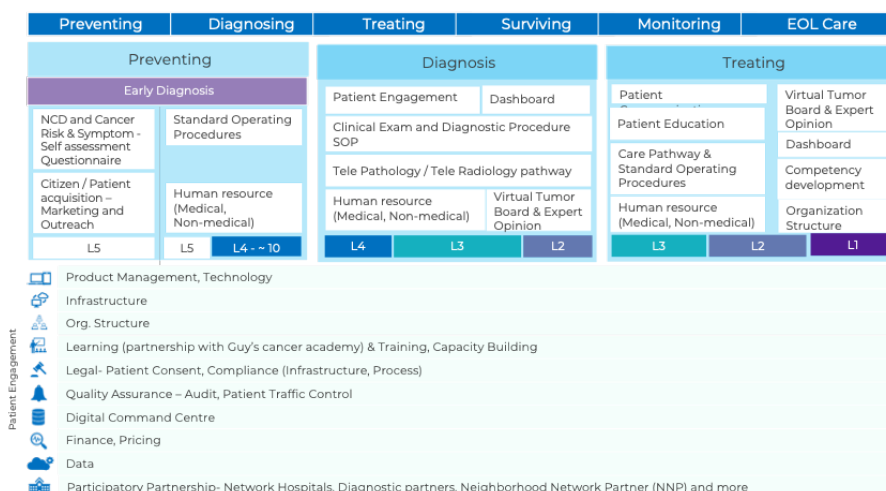 Preventing
Diagnosing
Treating
Surviving
Monitoring
EOL Care
Preventing
Early Diagnosis
NCD and Cancer
Risk & Symptom -
Self assessment
Questionnaire
Citizen / Patient
acquisition –
Marketing and
Outreach
Standard Operating
Procedures
Human resource
(Medical,
Non-medical)
L5
L5
L4 - ~ 10
Diagnosis
Patient Engagement
Dashboard
Clinical Exam and Diagnostic Procedure
SOP
Tele Pathology / Tele Radiology pathway
Human resource
(Medical, Non-medical)
Virtual Tumor
Board & Expert
Opinion
L4
L3
L2
Treating
Patient
Patient Education
Care Pathway &
Standard Operating
Procedures
Human resource
(Medical, Non-medical)
Virtual Tumor
Board & Expert
Opinion
Dashboard
Competency
development
Organization
Structure
L3
L2
L1
Patient Engagement
Product Management, Technology
Infrastructure
Org. Structure
Learning (partnership with Guy's cancer academy) & Training, Capacity Building
Legal- Patient Consent, Compliance (Infrastructure, Process)
Quality Assurance – Audit, Patient Traffic Control
Digital Command Centre
Finance, Pricing
Data
Participatory Partnership- Network Hospitals, Diagnostic partners, Neighborhood Network Partner (NNP) and more